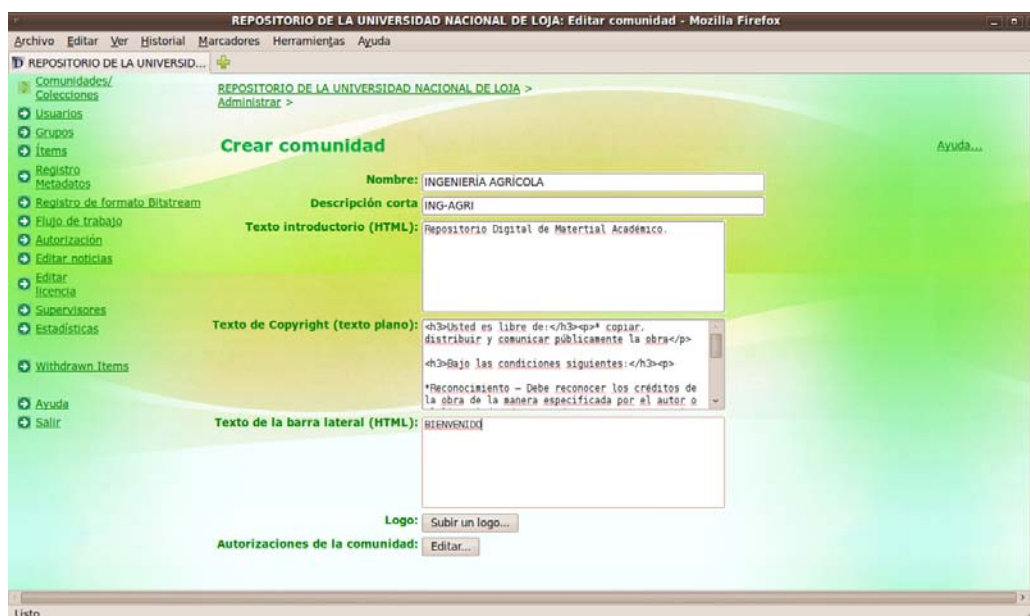 REPOSITORIO DE LA UNIVERSIDAD NACIONAL DE LOJA: Editar comunidad - Mozilla Firefox
Archivo Editar Ver Historial Marcadores Herramientas Ayuda
REPOSITORIO DE LA UNIVERSID...
Comunidades/
Colecciones
Usuarios
Grupos
Ítems
Registro
Metadatos
Registro de formato Bitstream
Flujo de trabajo
Autorización
Editar noticias
Editar
licencia
Supervisores
Estadísticas
Withdrawn Items
Ayuda
Salir
REPOSITORIO DE LA UNIVERSIDAD NACIONAL DE LOJA >
Administrar >
Crear comunidad
Ayuda...
Nombre: INGENIERÍA AGRÍCOLA
Descripción corta ING-AGRI
Texto introductorio (HTML): Repositorio Digital de Matertial Académico.
Texto de Copyright (texto plano): <h3>Usted es libre de:</h3><p>* copiar,
distribuir y comunicar públicamente la obra</p>
<h3>Bajo las condiciones siguientes:</h3><p>
*Reconocimiento — Debe reconocer los créditos de
la obra de la manera especificada por el autor o
Texto de la barra lateral (HTML): BIENVENIDO
Logo: Subir un logo...
Autorizaciones de la comunidad: Editar...
Listo